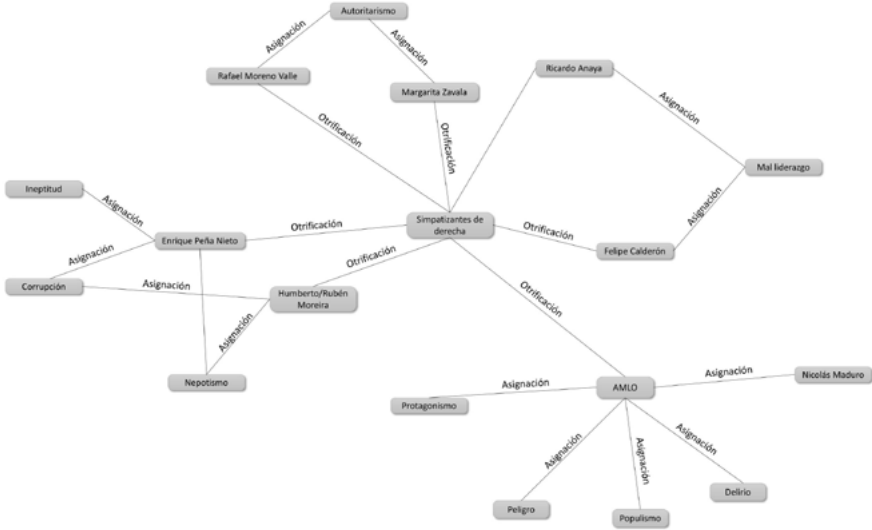 Autoritarismo
Asignación
Asignación
Rafael Moreno Valle
Ricardo Anaya
Margarita Zavala
Asignación
Otrificación
Otrificación
Mal liderazgo
Ineptitud
Asignación
Asignación
Simpatizantes de
derecha
Otrificación
Otrificación
Enrique Peña Nieto
Felipe Calderón
Asignación
Otrificación
Corrupción
Asignación
Humberto/Rubén
Moreira
Otrificación
Asignación
Nepotismo
Asignación
Nicolás Maduro
Asignación
AMLO
Protagonismo
Asignación
Asignación
Asignación
Delirio
Peligro
Populismo